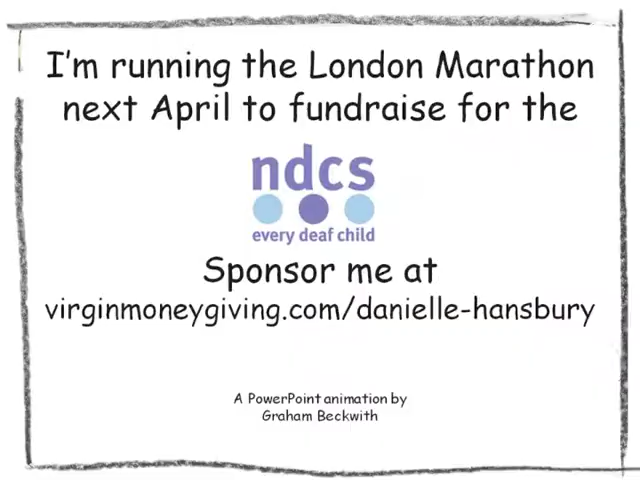 I'm running the London Marathon
next April to fundraise for the
ndcs
every deaf child
Sponsor me at
virginmoneygiving.com/danielle-hansbury
A PowerPoint animation by
Graham Beckwith